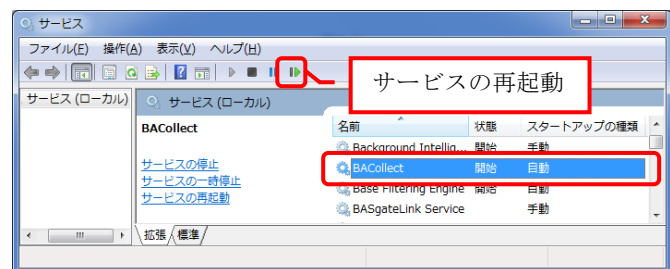 サービス
ファイル(F) 操作(A) 表示(V) ヘルプ(H)
サービスの再起動
サービス (ローカル)
サービス (ローカル)
BACollect
サービスの停止
サービスの一時停止
サービスの再起動
名前 状態 スタートアップの種類
Background Intellig... 開始 手動
BACollect 開始 自動
Base Filtering Engine 開始 自動
BASgateLink Service 手動
拡張 標準